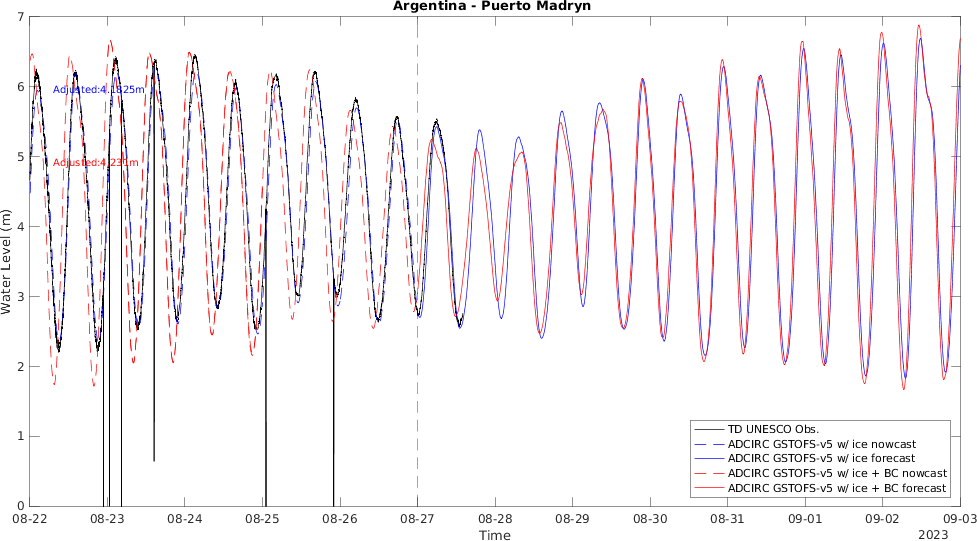 Argentina - Puerto Madryn
7
6
5
4
3
2
1
0
Water Level (m)
Adjusted:4.1825m
Adjusted:4.231m
TD UNESCO Obs.
ADCIRC GSTOFS-v5 w/ ice nowcast
ADCIRC GSTOFS-v5 w/ ice forecast
ADCIRC GSTOFS-v5 w/ ice + BC nowcast
ADCIRC GSTOFS-v5 w/ ice + BC forecast
08-22 08-23 08-24 08-25 08-26 08-27 08-28 08-29 08-30 08-31 09-01 09-02 09-03
Time
2023